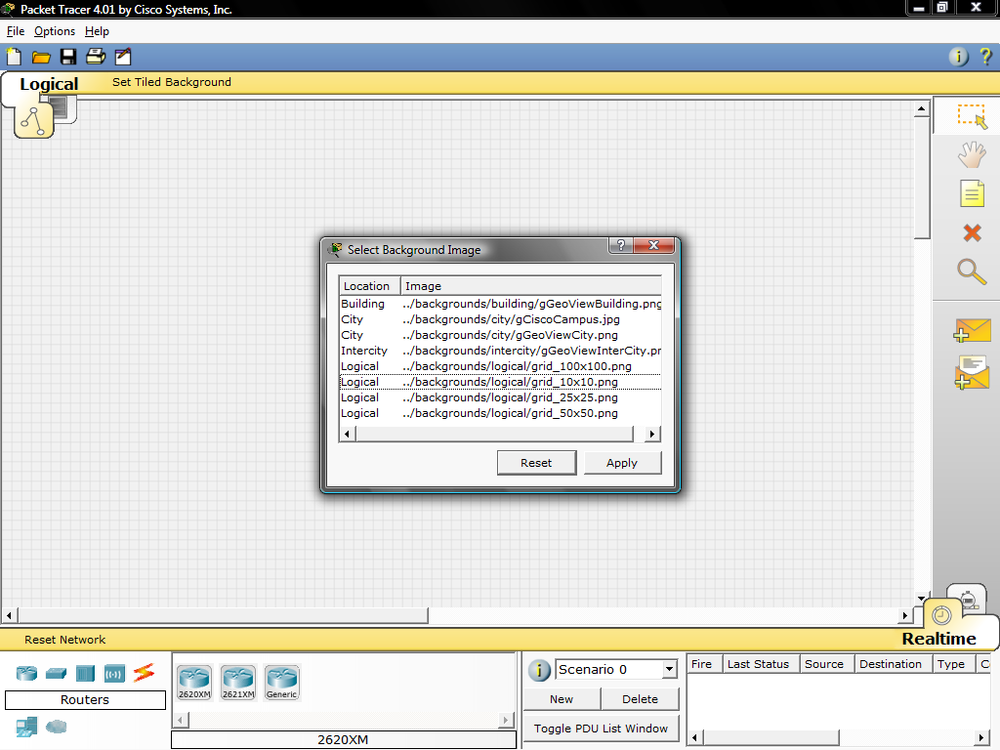 Packet Tracer 4.01 by Cisco Systems, Inc.
File Options Help
Logical Set Tiled Background
Select Background Image
Location Image
Building ../backgrounds/building/gGeoViewBuilding.png
City ../backgrounds/city/gCiscoCampus.jpg
City ../backgrounds/city/gGeoViewCity.png
Intercity ../backgrounds/intercity/gGeoViewInterCity.pr
Logical ../backgrounds/logical/grid_100x100.png
Logical ../backgrounds/logical/grid_10x10.png
Logical ../backgrounds/logical/grid_25x25.png
Logical ../backgrounds/logical/grid_50x50.png
Reset Apply
Reset Network
Realtime
Routers
2620XM 2621XM Generic
2620XM
Scenario 0
New Delete
Toggle PDU List Window
Fire Last Status Source Destination Type C